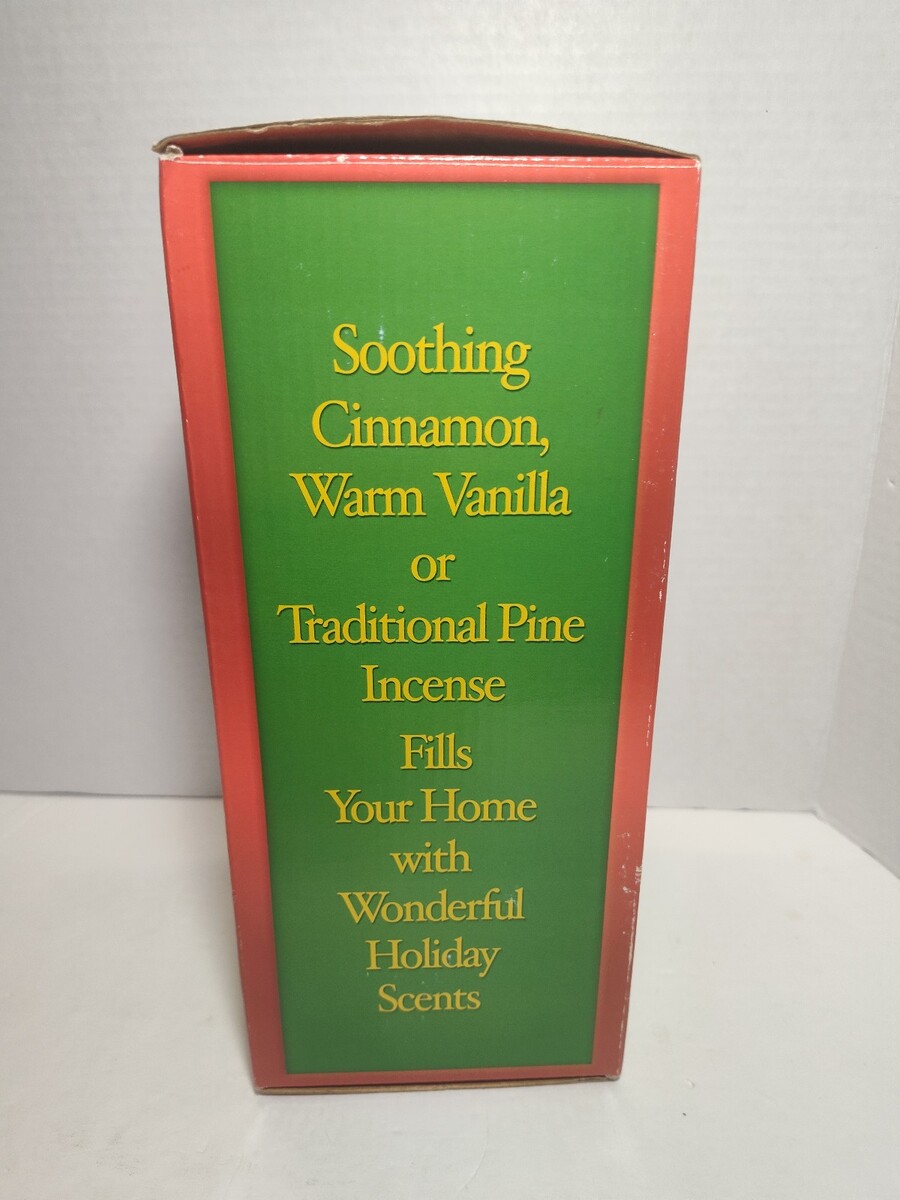 Soothing
Cinnamon,
Warm Vanilla
or
Traditional Pine
Incense
Fills
Your Home
with
Wonderful
Holiday
Scents